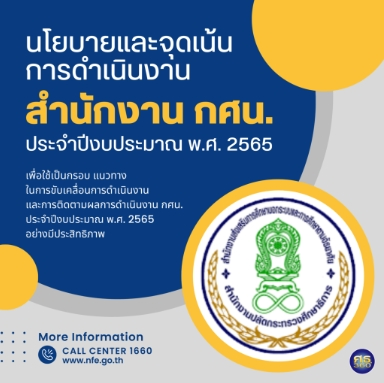 นโยบายและจุดเน้น
การดำเนินงาน
สำนักงาน กศน.
ประจำปีงบประมาณ พ.ศ. 2565
เพื่อใช้เป็นกรอบ แนวทาง
ในการขับเคลื่อนการดำเนินงาน
และการติดตามผลการดำเนินงาน กศน.
ประจำปีงบประมาณ พ.ศ. 2565
อย่างมีประสิทธิภาพ
สำนักงานส่งเสริมการศึกษานอกระบบและการศึกษาตามอัธยาศัย
สำนักงานปลัดกระทรวงศึกษาธิการ
More Information
CALL CENTER 1660
www.nfe.go.th
ศธ
360